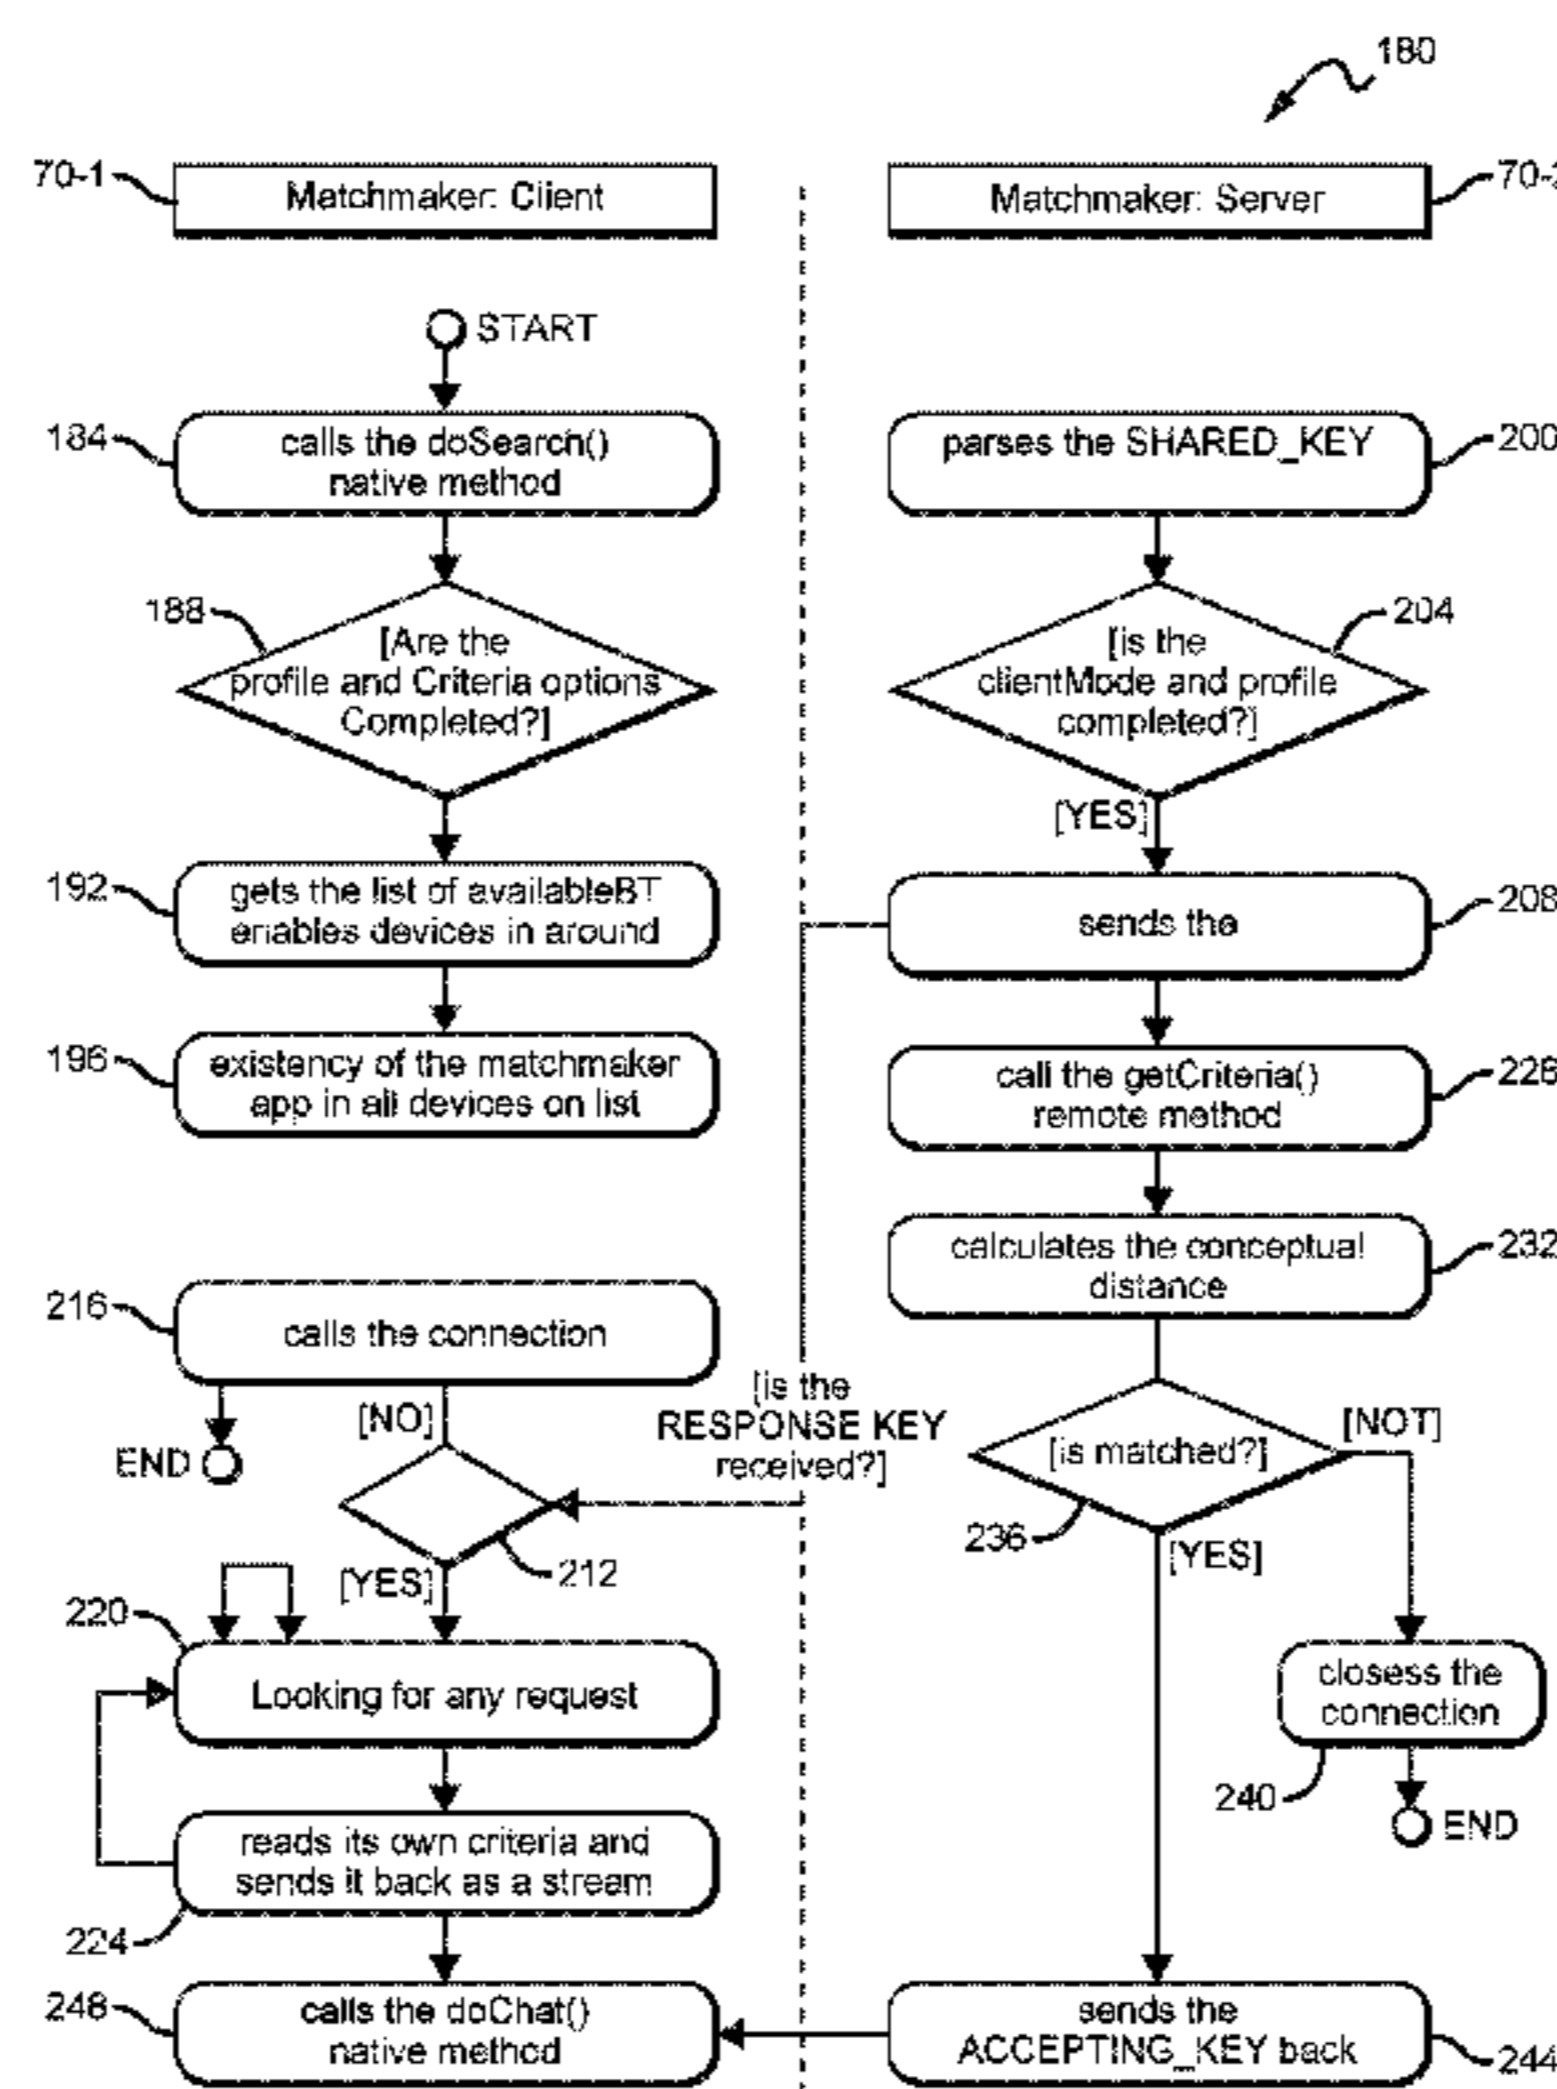 180
70-1
Matchmaker: Client
Matchmaker: Server
START
184
calls the doSearch()
native method
parses the SHARED_KEY
200
188
[Are the
profile and Criteria options
Completed?]
[is the
clientMode and profile
completed?]
204
[YES]
192
gets the list of availableBT
enables devices in around
sends the
208
196
existency of the matchmaker
app in all devices on list
call the getCriteria()
remote method
228
calculates the conceptual
distance
232
216
calls the connection
[NO]
END
[is the
RESPONSE KEY
received?]
[is matched?]
[NOT]
236
[YES]
212
[YES]
220
Looking for any request
closess the
connection
240
END
reads its own criteria and
sends it back as a stream
224
248
calls the doChat()
native method
sends the
ACCEPTING_KEY back
244